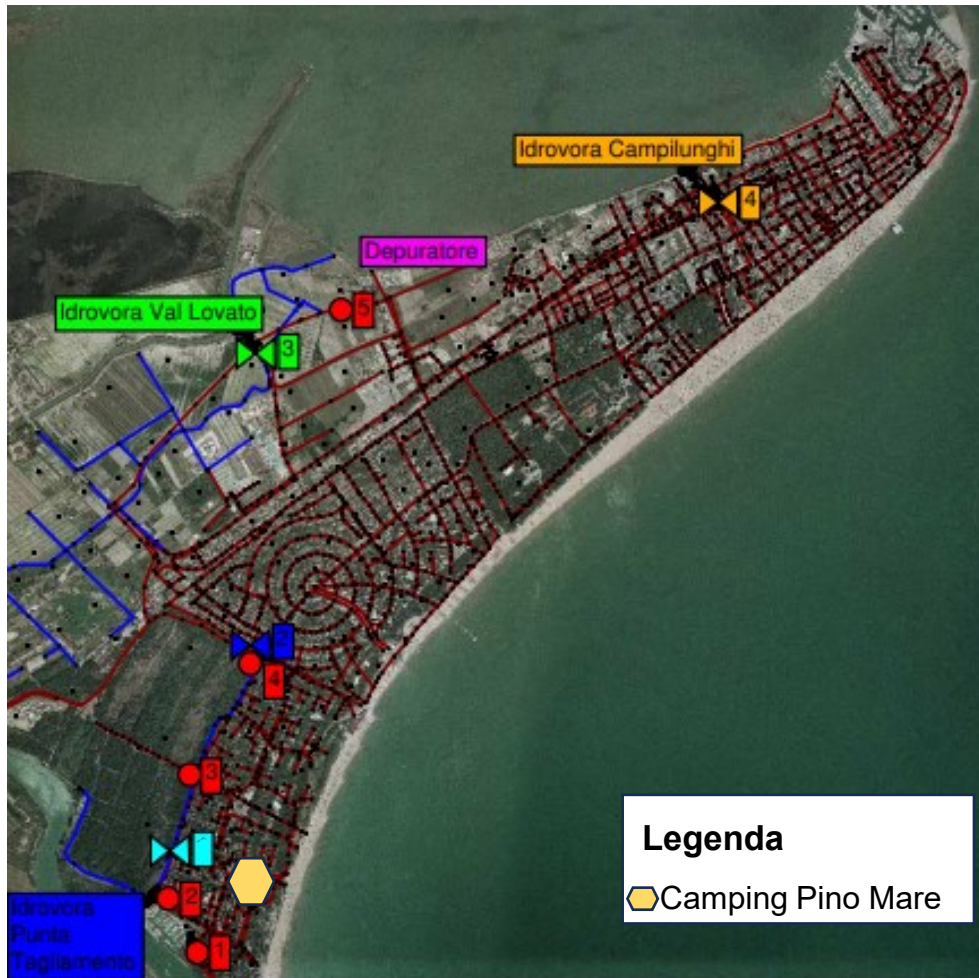 Idrovora Campilunghi
4
Depuratore
5
Idrovora Val Lovato
3
2
4
3
2
Idrovora
Punta
Tagliamento
1
Legenda
Camping Pino Mare